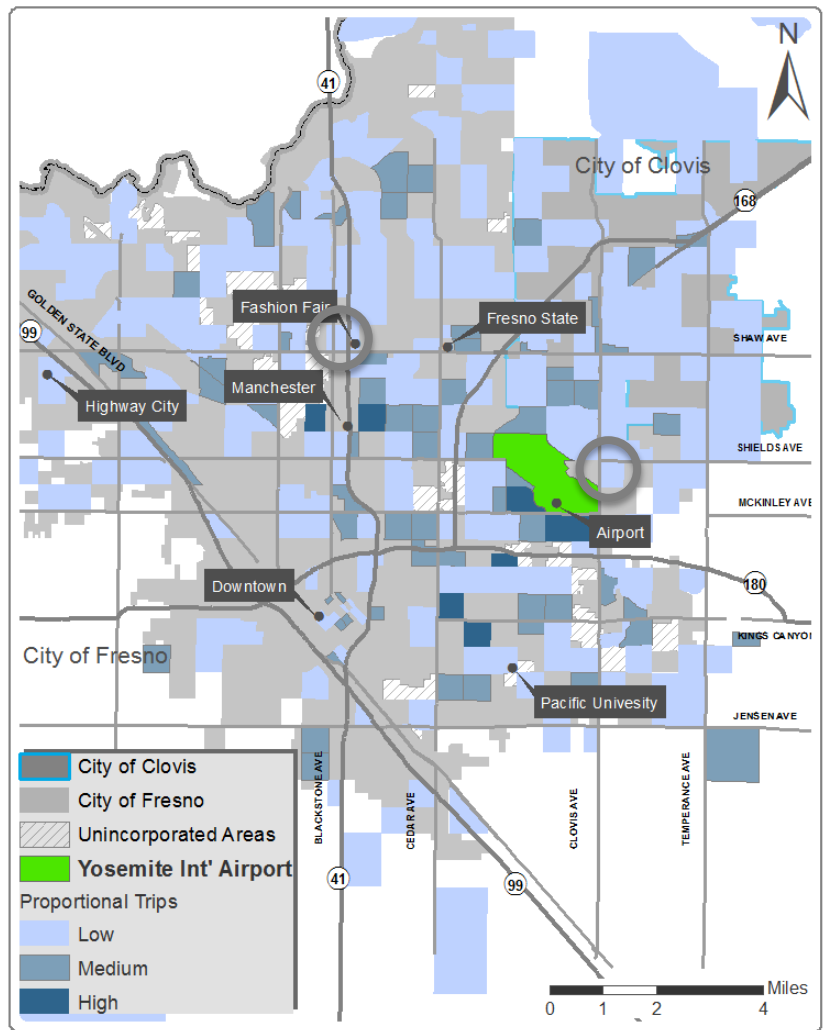 N
41
City of Clovis
168
GOLDEN STATE BLVD
99
Fashion Fair
Fresno State
SHAW AVE
Highway City
Manchester
SHIELDS AVE
MCKINLEY AVE
Airport
180
Downtown
KINGS CANYON
City of Fresno
Pacific Univesity
JENSEN AVE
BLACKSTONE AVE
CEDAR AVE
CLOVIS AVE
TEMPERANCE AVE
41
99
City of Clovis
City of Fresno
Unincorporated Areas
Yosemite Int' Airport
Proportional Trips
Low
Medium
High
Miles
0 1 2 4